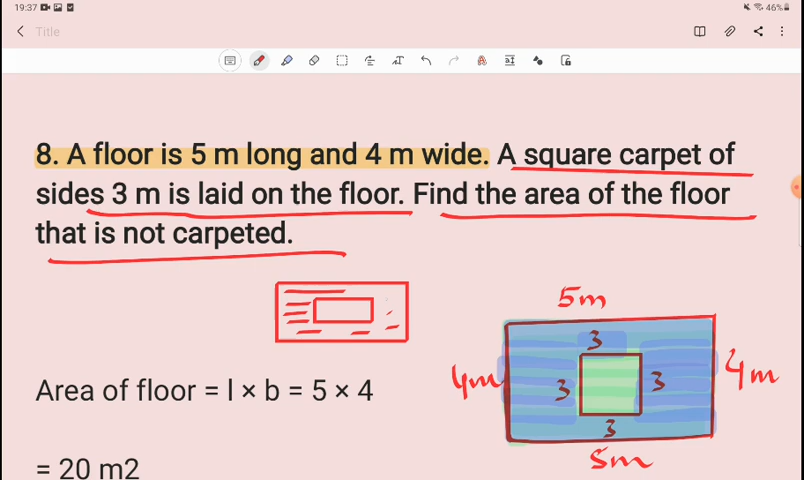 19:37 46%
Title
8. A floor is 5 m long and 4 m wide. A square carpet of
sides 3 m is laid on the floor. Find the area of the floor
that is not carpeted.
5m
3
4m 3 3 4m
3
5m
Area of floor = l × b = 5 × 4
= 20 m2